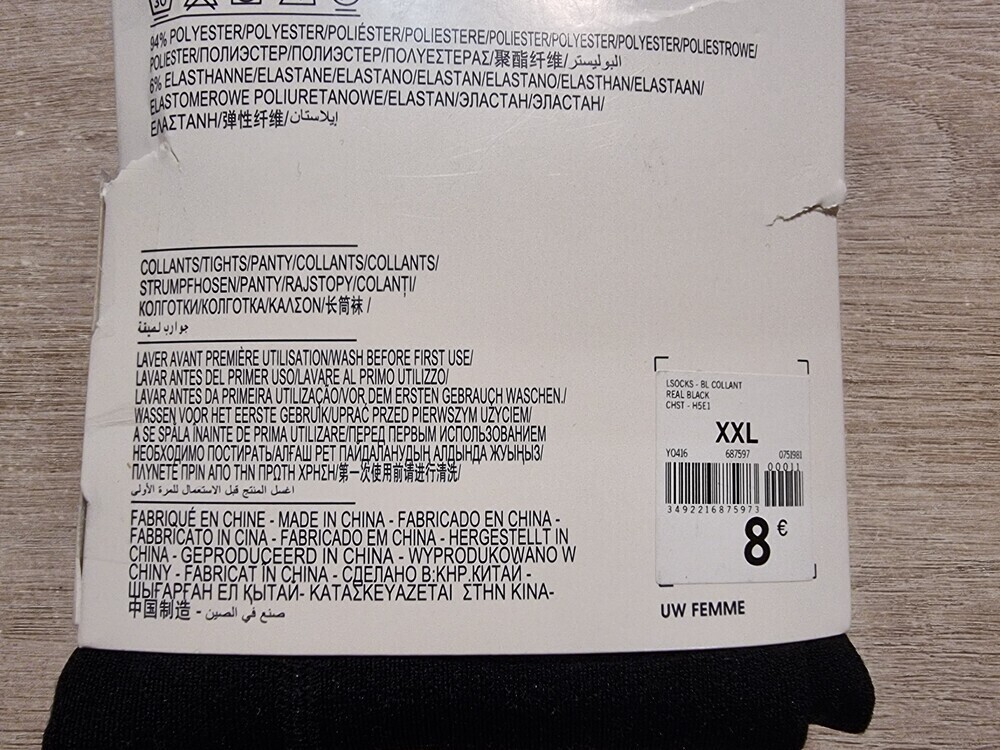 30
94% POLYESTER/POLYESTER/POLIÉSTER/POLIESTERE/POLIESTER/POLYESTER/POLYESTER/POLIESTROWE/
POLIESTER/ПОЛИЭСТЕР/ПОЛИЭСТЕР/ΠΟΛΥΕΣΤΕΡΑΣ/聚酯纤维/البوليستر
6% ELASTHANNE/ELASTANE/ELASTANO/ELASTAN/ELASTANO/ELASTHAN/ELASTAAN/
ELASTOMEROWE POLIURETANOWE/ELASTAN/ЭЛАСТАН/ЭЛАСТАН/
ΕΛΑΣΤΑΝΗ/弹性纤维/إيلاستان
COLLANTS/TIGHTS/PANTY/COLLANTS/COLLANTS/
STRUMPFHOSEN/PANTY/RAJSTOPY/COLANȚI/
КОЛГОТКИ/КОЛГОТКА/ΚΑΛΣΟΝ/长筒袜 /
جوارب لصيقة
LAVER AVANT PREMIÈRE UTILISATION/WASH BEFORE FIRST USE/
LAVAR ANTES DEL PRIMER USO/LAVARE AL PRIMO UTILIZZO/
LAVAR ANTES DA PRIMEIRA UTILIZAÇÃO/VOR DEM ERSTEN GEBRAUCH WASCHEN./
WASSEN VOOR HET EERSTE GEBRUIK/UPRAĆ PRZED PIERWSZYM UŻYCIEM/
A SE SPĂLA ÎNAINTE DE PRIMA UTILIZARE/ПЕРЕД ПЕРВЫМ ИСПОЛЬЗОВАНИЕМ
НЕОБХОДИМО ПОСТИРАТЬ/АЛҒАШ РЕТ ПАЙДАЛАНУДЫҢ АЛДЫНДА ЖУЫҢЫЗ/
ΠΛΥΝΕΤΕ ΠΡΙΝ ΑΠΟ ΤΗΝ ΠΡΩΤΗ ΧΡΗΣΗ/第一次使用前请进行清洗/
اغسل المنتج قبل الاستعمال للمرة الأولى
FABRIQUÉ EN CHINE - MADE IN CHINA - FABRICADO EN CHINA -
FABBRICATO IN CINA - FABRICADO EM CHINA - HERGESTELLT IN
CHINA - GEPRODUCEERD IN CHINA - WYPRODUKOWANO W
CHINY - FABRICAT ÎN CHINA - СДЕЛАНО В:КНР.КИТАЙ -
ШЫҒАРҒАН ЕЛ ҚЫТАЙ- ΚΑΤΑΣΚΕΥΑΖΕΤΑΙ ΣΤΗΝ ΚΙΝΑ-
中国制造 - صنع في الصين
LSOCKS - BL COLLANT
REAL BLACK
CHST - H5E1
XXL
Y0416 687597 0751981
00011
3492216875973
8 €
UW FEMME